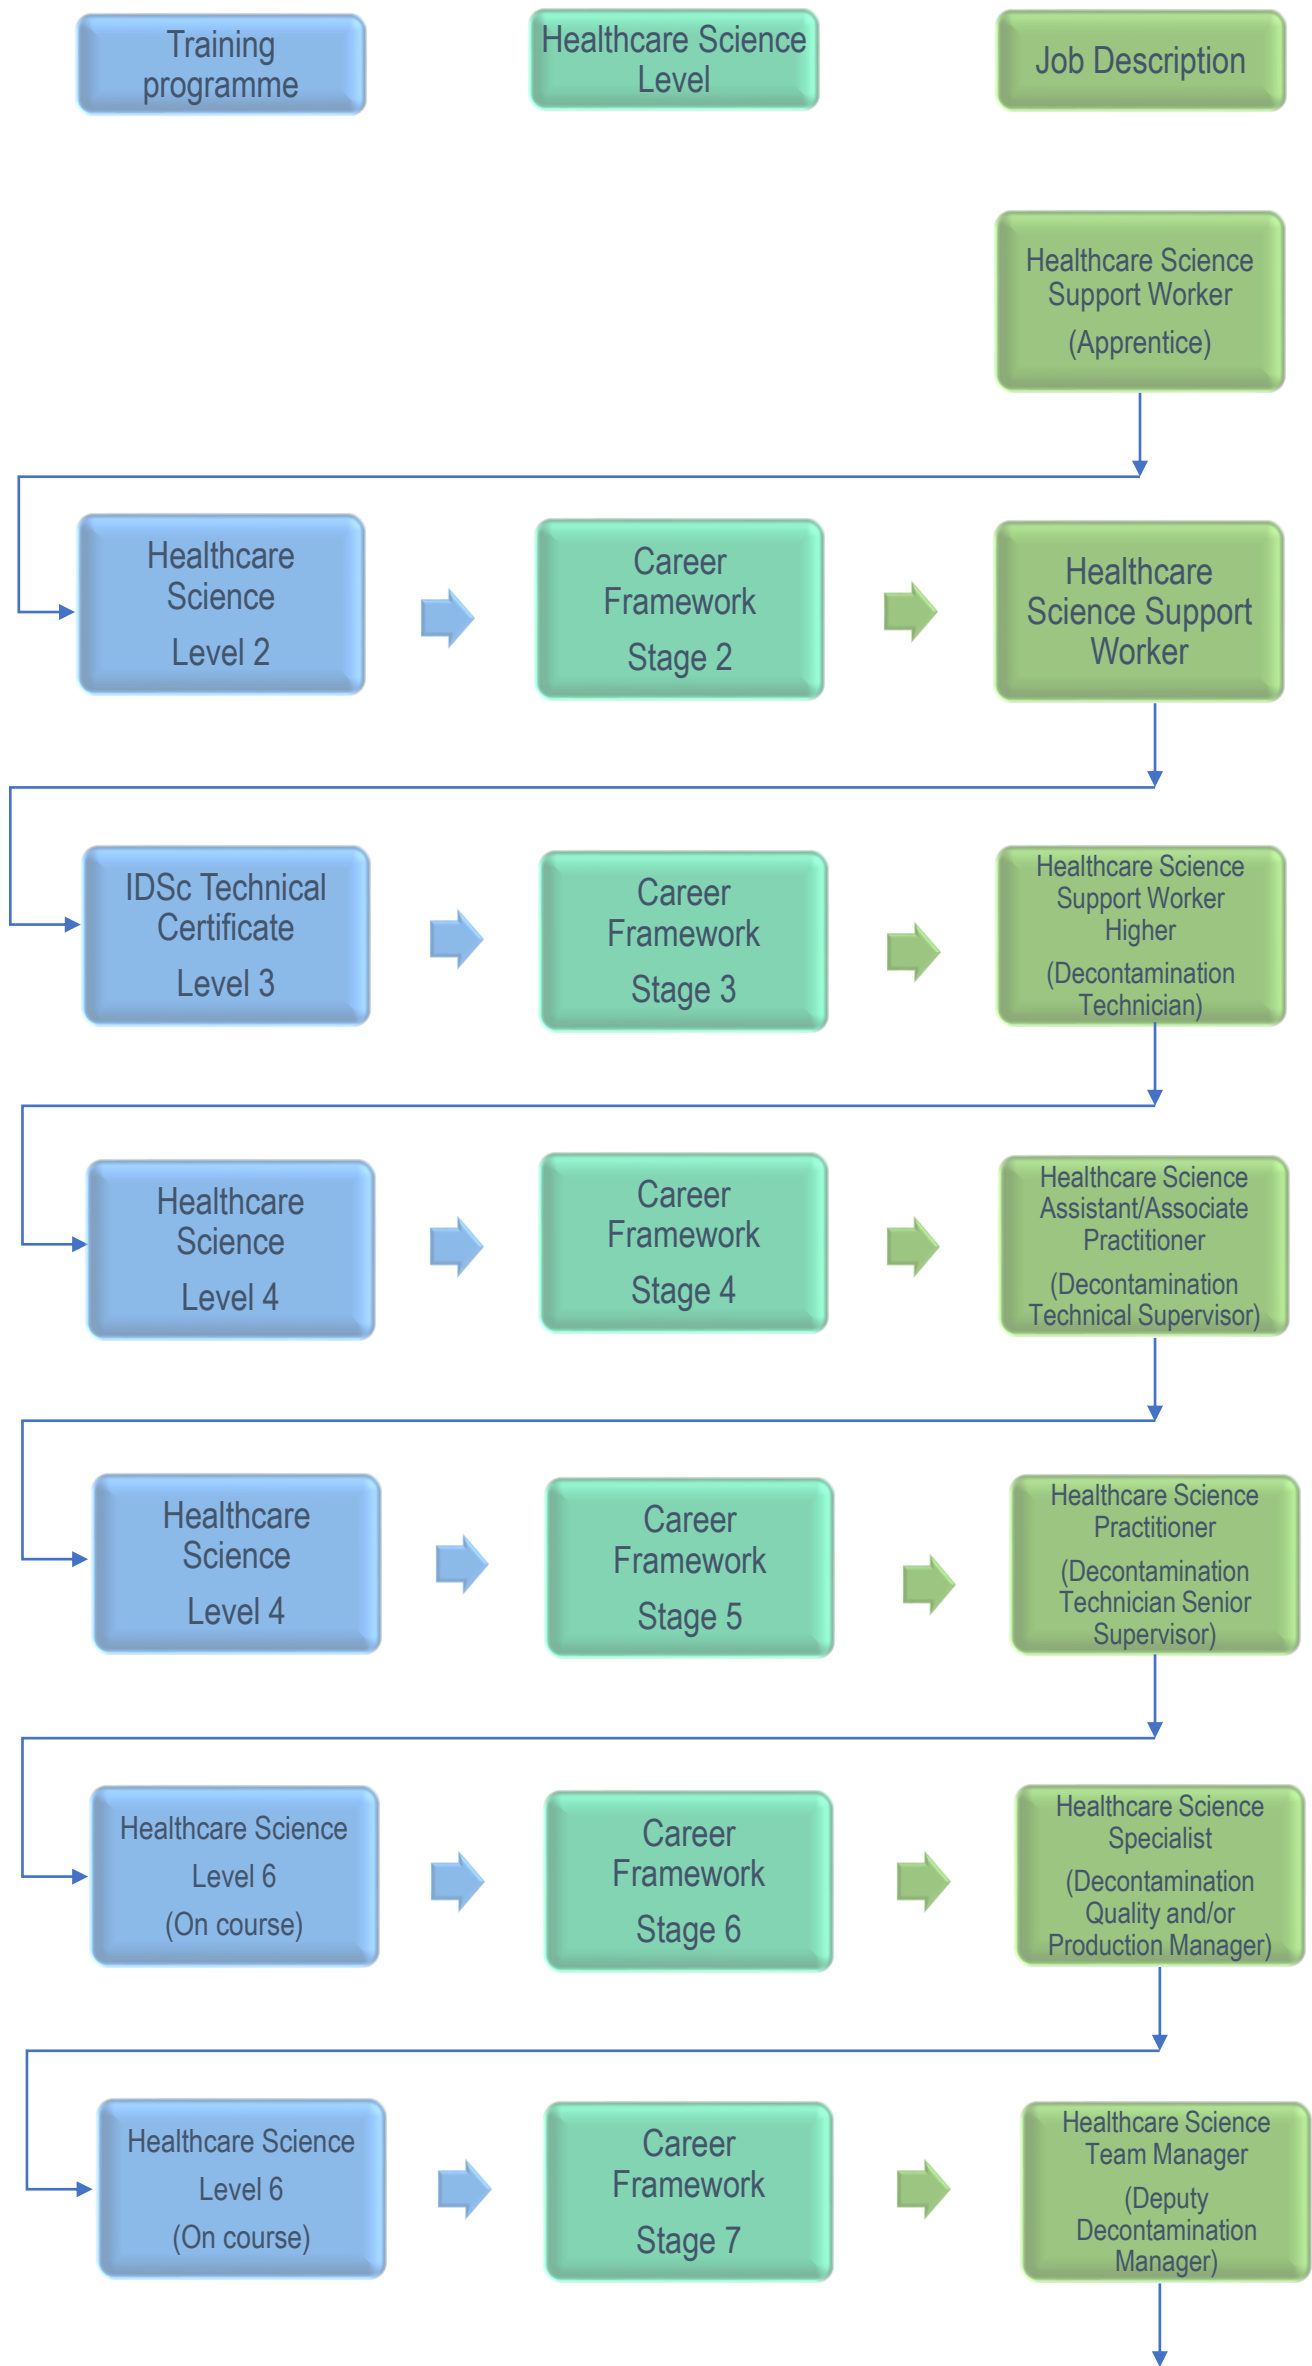 Training
programme
Healthcare Science
Level
Job Description
Healthcare Science
Support Worker
(Apprentice)
Healthcare
Science
Level 2
Career
Framework
Stage 2
Healthcare
Science Support
Worker
IDSc Technical
Certificate
Level 3
Career
Framework
Stage 3
Healthcare Science
Support Worker
Higher
(Decontamination
Technician)
Healthcare
Science
Level 4
Career
Framework
Stage 4
Healthcare Science
Assistant/Associate
Practitioner
(Decontamination
Technical Supervisor)
Healthcare
Science
Level 4
Career
Framework
Stage 5
Healthcare Science
Practitioner
(Decontamination
Technician Senior
Supervisor)
Healthcare Science
Level 6
(On course)
Career
Framework
Stage 6
Healthcare Science
Specialist
(Decontamination
Quality and/or
Production Manager)
Healthcare Science
Level 6
(On course)
Career
Framework
Stage 7
Healthcare Science
Team Manager
(Deputy
Decontamination
Manager)